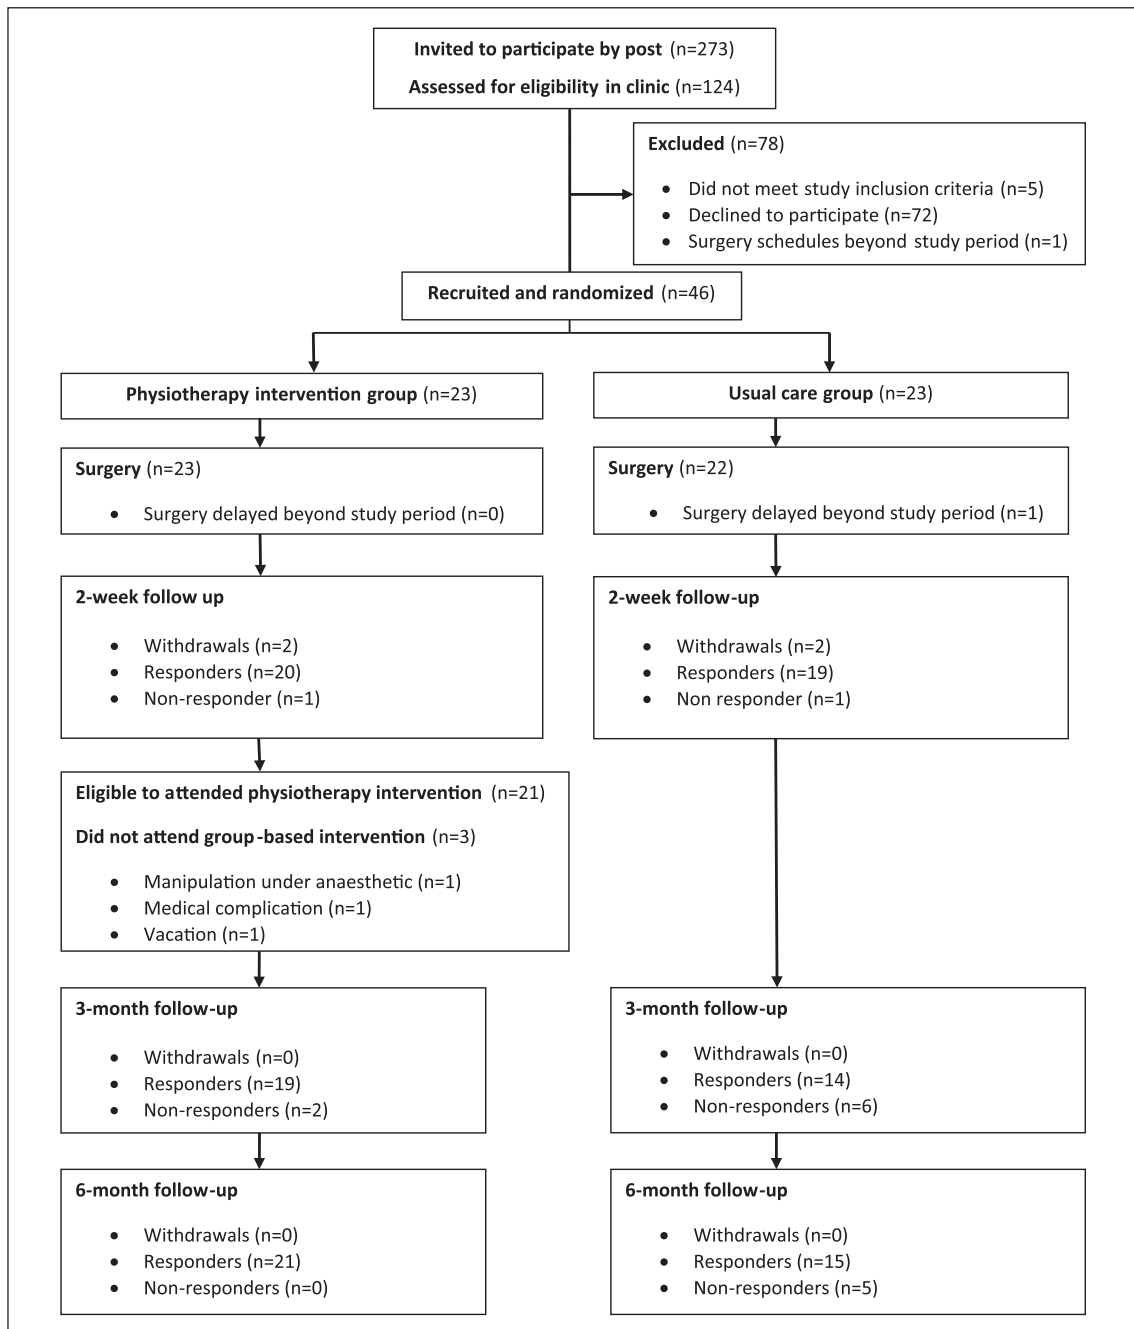 Invited to participate by post (n=273)
Assessed for eligibility in clinic (n=124)
Excluded (n=78)
• Did not meet study inclusion criteria (n=5)
• Declined to participate (n=72)
• Surgery schedules beyond study period (n=1)
Recruited and randomized (n=46)
Physiotherapy intervention group (n=23)
Usual care group (n=23)
Surgery (n=23)
• Surgery delayed beyond study period (n=0)
Surgery (n=22)
• Surgery delayed beyond study period (n=1)
2-week follow up
• Withdrawals (n=2)
• Responders (n=20)
• Non-responder (n=1)
2-week follow-up
• Withdrawals (n=2)
• Responders (n=19)
• Non responder (n=1)
Eligible to attended physiotherapy intervention (n=21)
Did not attend group-based intervention (n=3)
• Manipulation under anaesthetic (n=1)
• Medical complication (n=1)
• Vacation (n=1)
3-month follow-up
• Withdrawals (n=0)
• Responders (n=19)
• Non-responders (n=2)
3-month follow-up
• Withdrawals (n=0)
• Responders (n=14)
• Non-responders (n=6)
6-month follow-up
• Withdrawals (n=0)
• Responders (n=21)
• Non-responders (n=0)
6-month follow-up
• Withdrawals (n=0)
• Responders (n=15)
• Non-responders (n=5)